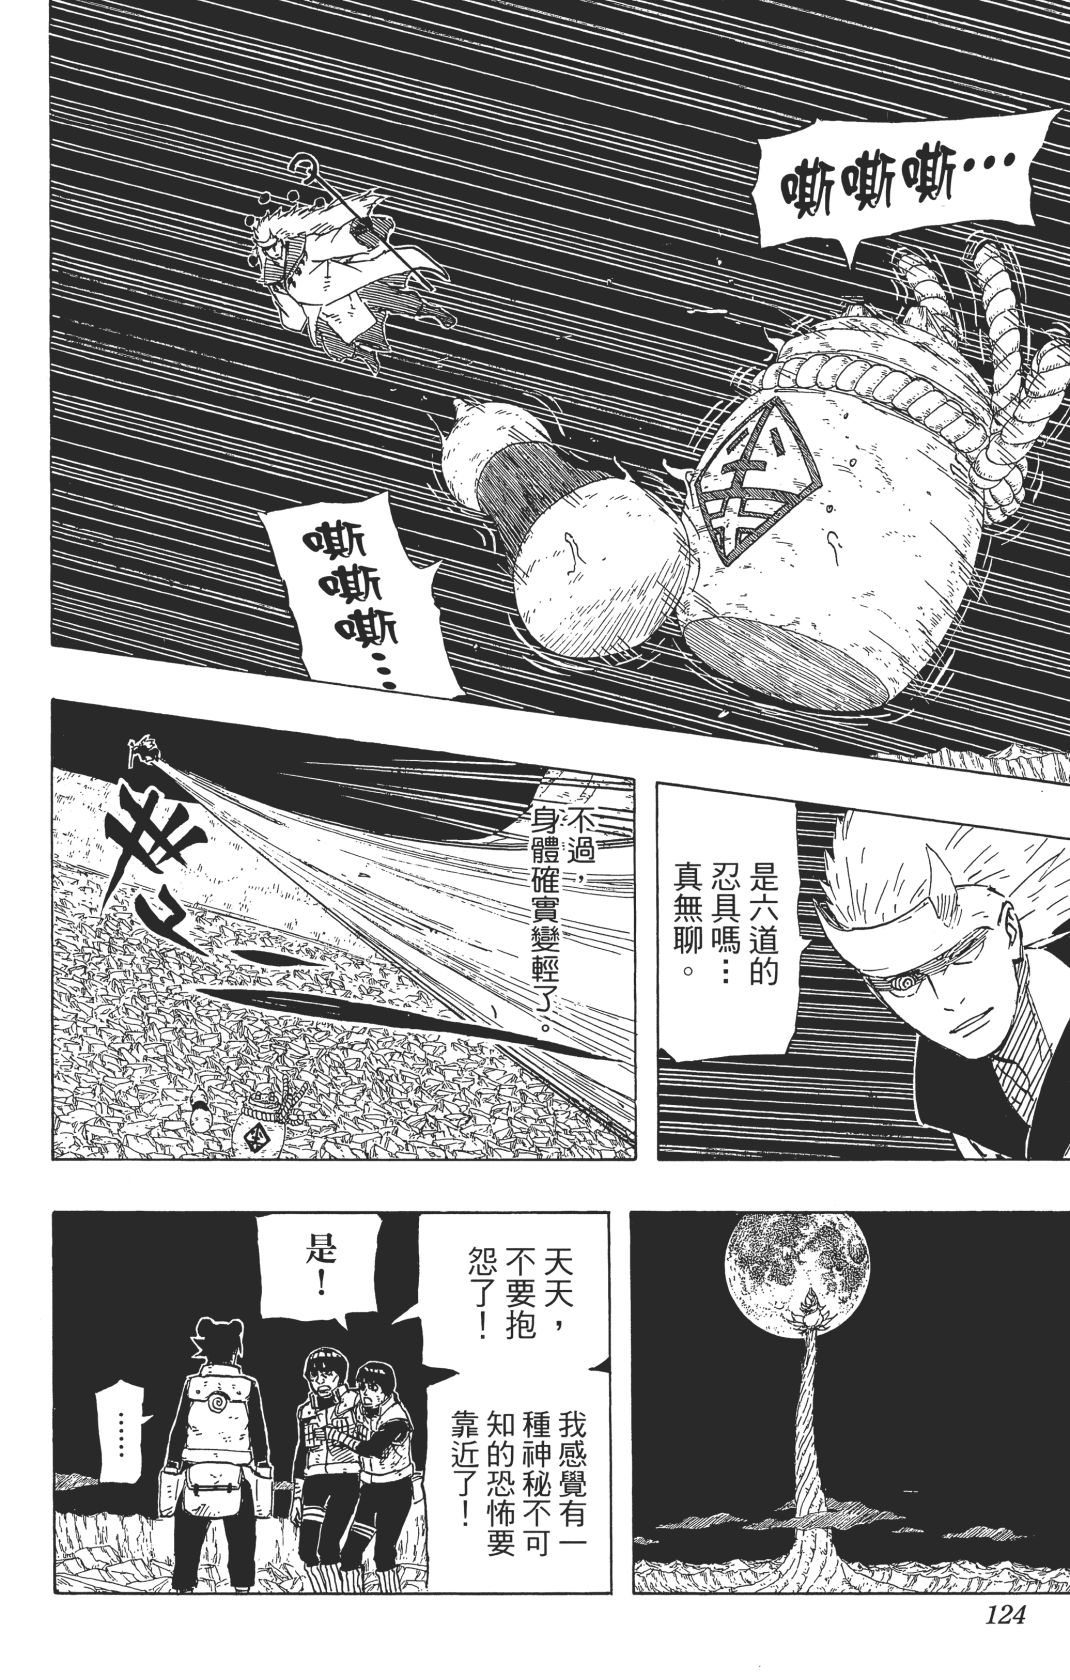 嘶嘶嘶…
嘶嘶嘶…
是六道的
忍具嗎…
真無聊。
不過，
身體確實變輕了。
天天，
不要抱
怨了！
我感覺有一
種神秘不可
知的恐怖要
靠近了！
是！
……
124